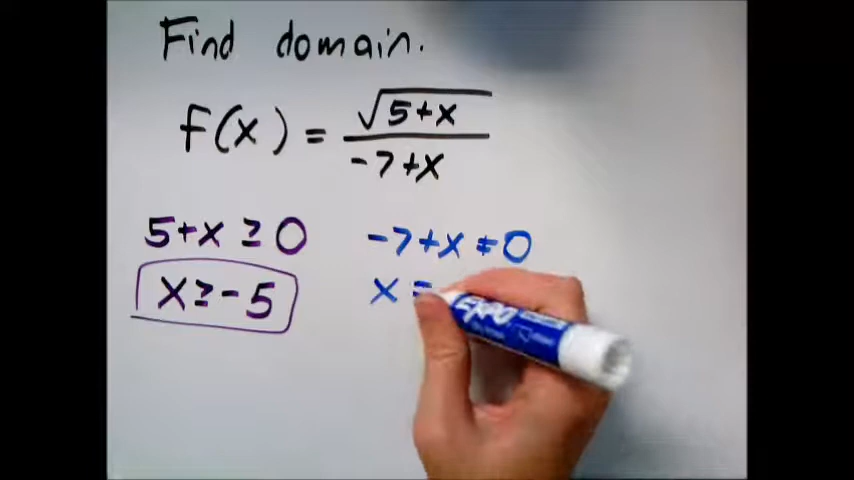 Find domain.
f(x) = √5+x / -7+x
5+x ≥ 0
x ≥ -5
-7+x ≠ 0
x =
EXPO